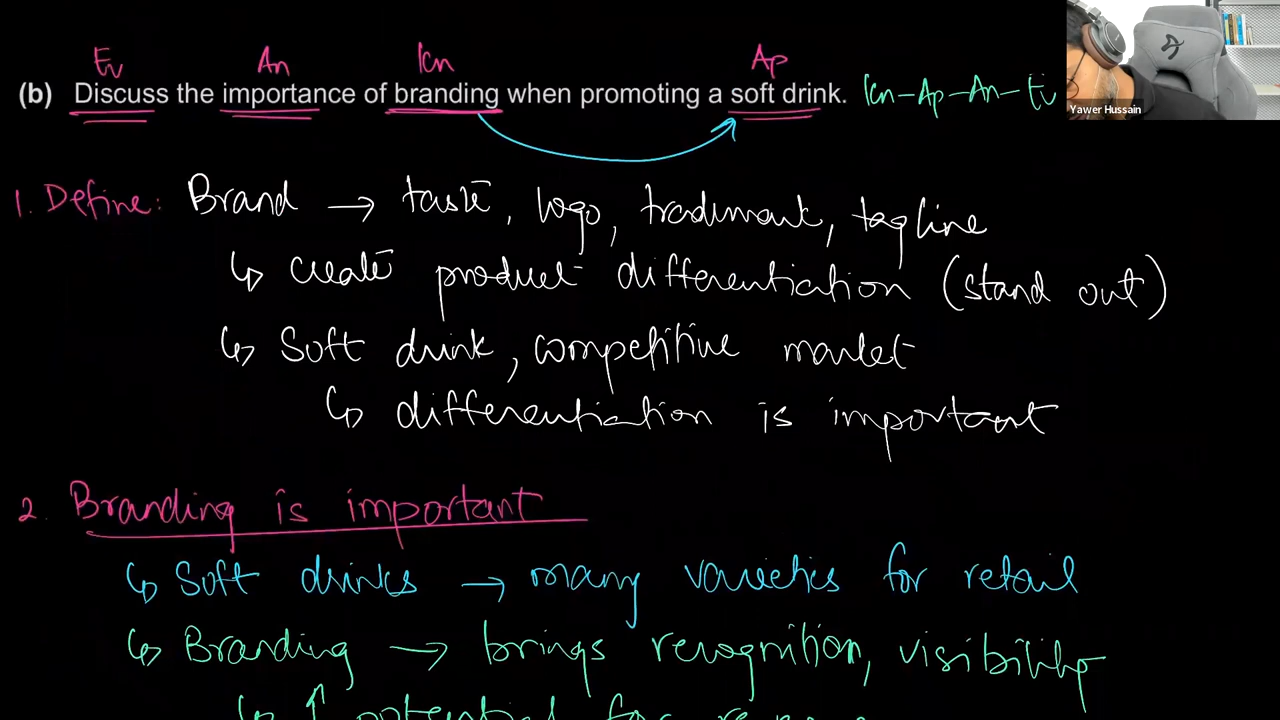 Ev An Kn Ap
(b) Discuss the importance of branding when promoting a soft drink. Kn-Ap-An-Ev
Yawer Hussain
1. Define: Brand → taste, logo, trademark, tagline
↳ create product differentiation (stand out)
↳ Soft drink, competitive market
↳ differentiation is important
2. Branding is important
↳ Soft drinks → many varieties for retail
↳ Branding → brings recognition, visibility
↳ ↑ potential for